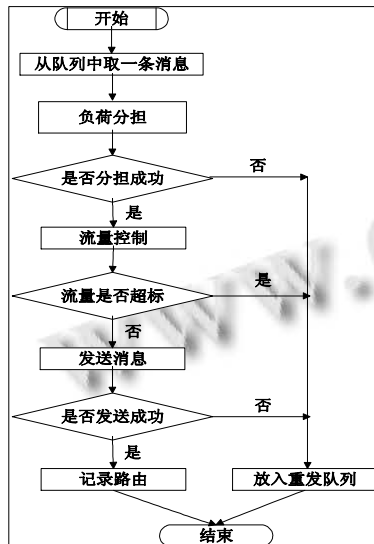 开始
从队列中取一条消息
负荷分担
是否分担成功
否
是
流量控制
流量是否超标
是
否
发送消息
是否发送成功
否
是
记录路由
放入重发队列
结束
www.